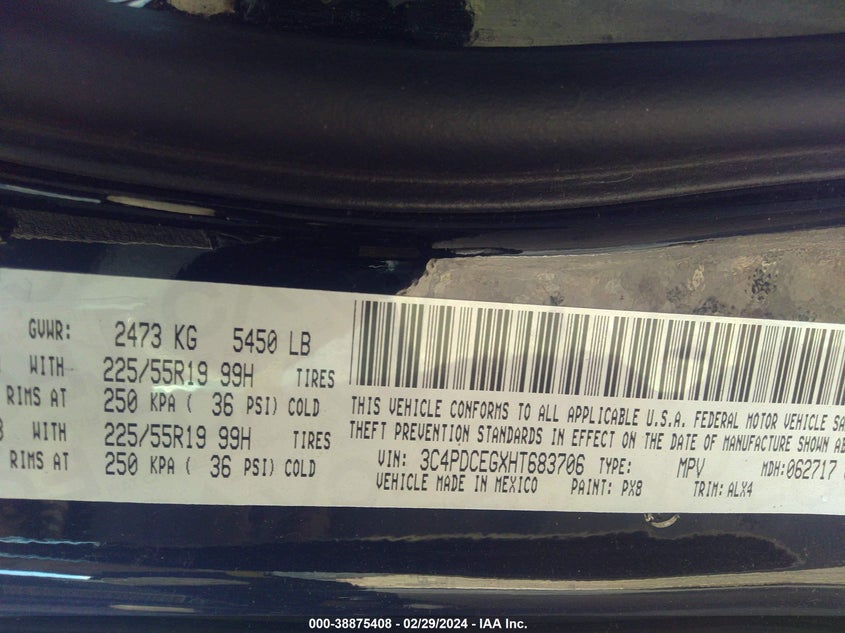 GVWR: 2473 KG 5450 LB
WITH 225/55R19 99H TIRES
RIMS AT 250 KPA ( 36 PSI) COLD
WITH 225/55R19 99H TIRES
RIMS AT 250 KPA ( 36 PSI) COLD
THIS VEHICLE CONFORMS TO ALL APPLICABLE U.S.A. FEDERAL MOTOR VEHICLE SA
THEFT PREVENTION STANDARDS IN EFFECT ON THE DATE OF MANUFACTURE SHOWN ABO
VIN: 3C4PDCEGXHT683706 TYPE: MPV MDH:062717
VEHICLE MADE IN MEXICO PAINT: PX8 TRIM: ALX4
000-38875408 - 02/29/2024 - IAA Inc.